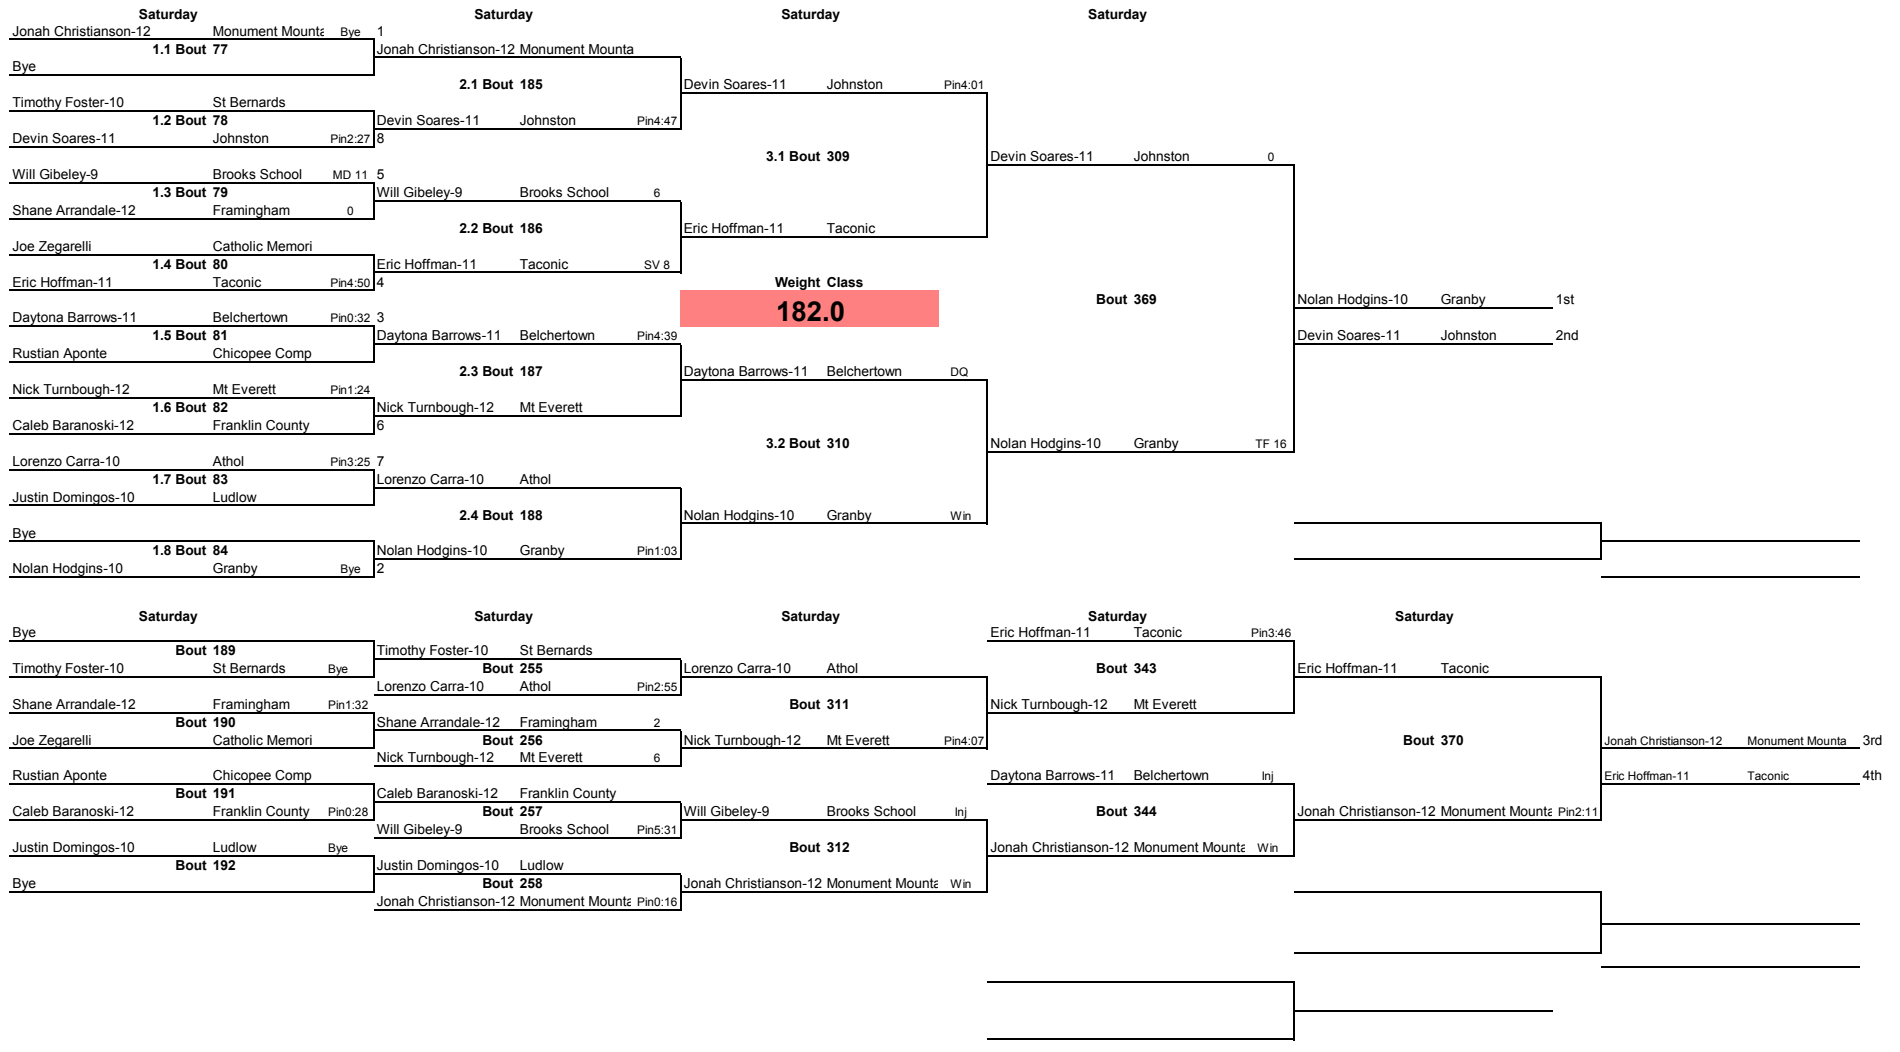 Saturday Saturday Saturday Saturday
Jonah Christianson-12 Monument Mounta Bye 1
1.1 Bout 77 Jonah Christianson-12 Monument Mounta
Bye
2.1 Bout 185 Devin Soares-11 Johnston Pin4:01
Timothy Foster-10 St Bernards
1.2 Bout 78 Devin Soares-11 Johnston Pin4:47
Devin Soares-11 Johnston Pin2:27 8
3.1 Bout 309 Devin Soares-11 Johnston 0
Will Gibeley-9 Brooks School MD 11 5
1.3 Bout 79 Will Gibeley-9 Brooks School 6
Shane Arrandale-12 Framingham 0
2.2 Bout 186 Eric Hoffman-11 Taconic
Joe Zegarelli Catholic Memori
1.4 Bout 80 Eric Hoffman-11 Taconic SV 8
Eric Hoffman-11 Taconic Pin4:50 4 Weight Class
182.0 Bout 369 Nolan Hodgins-10 Granby 1st
Daytona Barrows-11 Belchertown Pin0:32 3
1.5 Bout 81 Daytona Barrows-11 Belchertown Pin4:39 Devin Soares-11 Johnston 2nd
Rustian Aponte Chicopee Comp
2.3 Bout 187 Daytona Barrows-11 Belchertown DQ
Nick Turnbough-12 Mt Everett Pin1:24
1.6 Bout 82 Nick Turnbough-12 Mt Everett
Caleb Baranoski-12 Franklin County 6
3.2 Bout 310 Nolan Hodgins-10 Granby TF 16
Lorenzo Carra-10 Athol Pin3:25 7
1.7 Bout 83 Lorenzo Carra-10 Athol
Justin Domingos-10 Ludlow
2.4 Bout 188 Nolan Hodgins-10 Granby Win
Bye
1.8 Bout 84 Nolan Hodgins-10 Granby Pin1:03
Nolan Hodgins-10 Granby Bye 2
Saturday Saturday Saturday Saturday Saturday
Bye Eric Hoffman-11 Taconic Pin3:46
Bout 189 Timothy Foster-10 St Bernards
Timothy Foster-10 St Bernards Bye Bout 255 Lorenzo Carra-10 Athol Bout 343 Eric Hoffman-11 Taconic
Lorenzo Carra-10 Athol Pin2:55
Shane Arrandale-12 Framingham Pin1:32 Bout 311 Nick Turnbough-12 Mt Everett
Bout 190 Shane Arrandale-12 Framingham 2
Joe Zegarelli Catholic Memori Bout 256 Nick Turnbough-12 Mt Everett Pin4:07 Bout 370 Jonah Christianson-12 Monument Mounta 3rd
Nick Turnbough-12 Mt Everett 6
Rustian Aponte Chicopee Comp Daytona Barrows-11 Belchertown Inj Eric Hoffman-11 Taconic 4th
Bout 191 Caleb Baranoski-12 Franklin County
Caleb Baranoski-12 Franklin County Pin0:28 Bout 257 Will Gibeley-9 Brooks School Inj Bout 344 Jonah Christianson-12 Monument Mounta Pin2:11
Will Gibeley-9 Brooks School Pin5:31
Justin Domingos-10 Ludlow Bye Bout 312 Jonah Christianson-12 Monument Mounta Win
Bout 192 Justin Domingos-10 Ludlow
Bye Bout 258 Jonah Christianson-12 Monument Mounta Win
Jonah Christianson-12 Monument Mounta Pin0:16